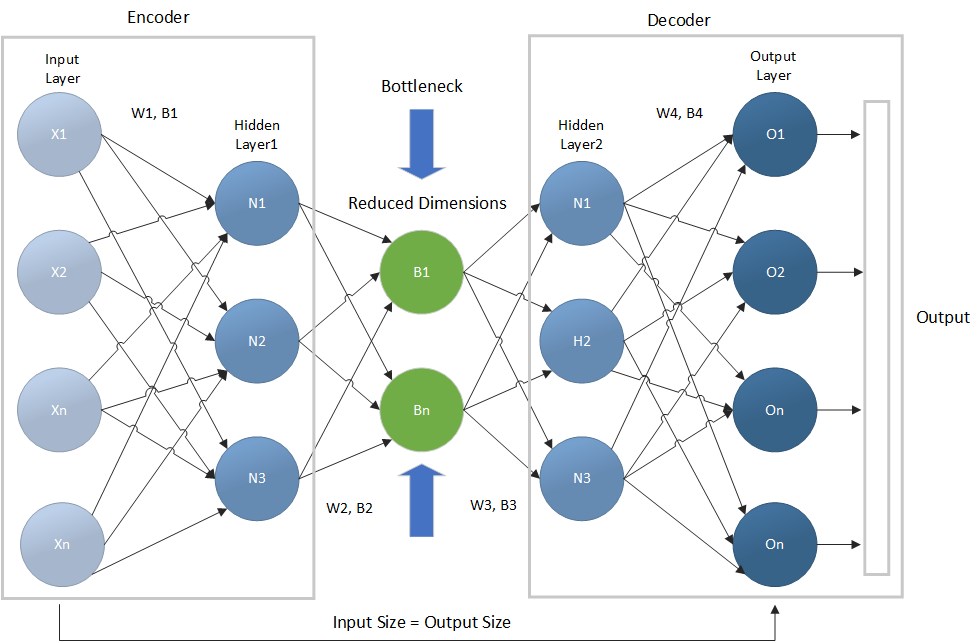 Encoder
Decoder
Input
Layer
Output
Layer
Bottleneck
W1, B1
W4, B4
Hidden
Layer1
Hidden
Layer2
X1
O1
N1
Reduced Dimensions
N1
X2
B1
O2
Output
N2
H2
Xn
Bn
On
N3
N3
W2, B2
W3, B3
Xn
On
Input Size = Output Size